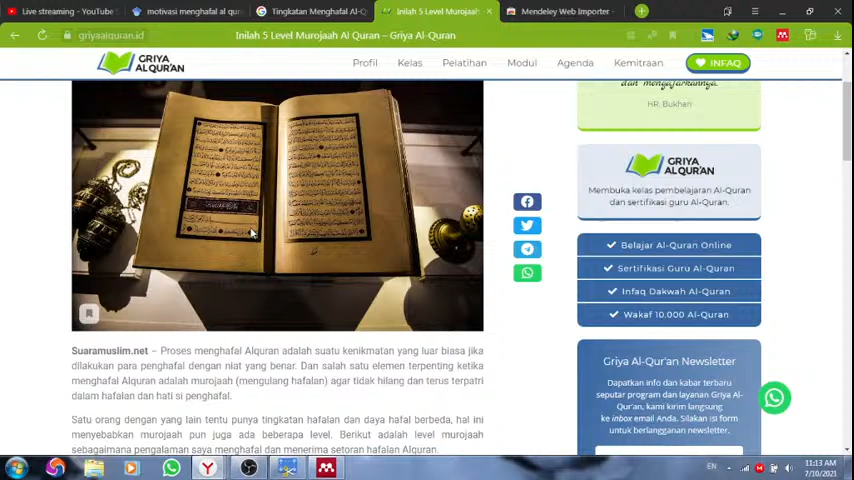 Live streaming - YouTube S
motivasi menghafal al qur
Tingkatan Menghafal Al-Q
Inilah 5 Level Murojaah
Mendeley Web Importer -
griyaalquran.id
Inilah 5 Level Murojaah Al Quran – Griya Al-Quran
GRIYA
AL QUR'AN
Profil
Kelas
Pelatihan
Modul
Agenda
Kemitraan
INFAQ
dan mengajarkannya.
HR. Bukhari
GRIYA
AL QUR'AN
Membuka kelas pembelajaran Al-Quran
dan sertifikasi guru Al-Quran.
Belajar Al-Quran Online
Sertifikasi Guru Al-Quran
Infaq Dakwah Al-Quran
Wakaf 10.000 Al-Quran
Suaramuslim.net – Proses menghafal Alquran adalah suatu kenikmatan yang luar biasa jika
dilakukan para penghafal dengan niat yang benar. Dan salah satu elemen terpenting ketika
menghafal Alquran adalah murojaah (mengulang hafalan) agar tidak hilang dan terus terpatri
dalam hafalan dan hati si penghafal.
Satu orang dengan yang lain tentu punya tingkatan hafalan dan daya hafal berbeda, hal ini
menyebabkan murojaah pun juga ada beberapa level. Berikut adalah level murojaah
sebagaimana pengalaman saya menghafal dan menerima setoran hafalan Alquran.
Griya Al-Qur'an Newsletter
Dapatkan info dan kabar terbaru
seputar program dan layanan Griya Al-
Qur'an, kami kirim langsung
ke inbox email Anda. Silakan isi form
untuk berlangganan newsletter.
EN
11:13 AM
7/10/2021